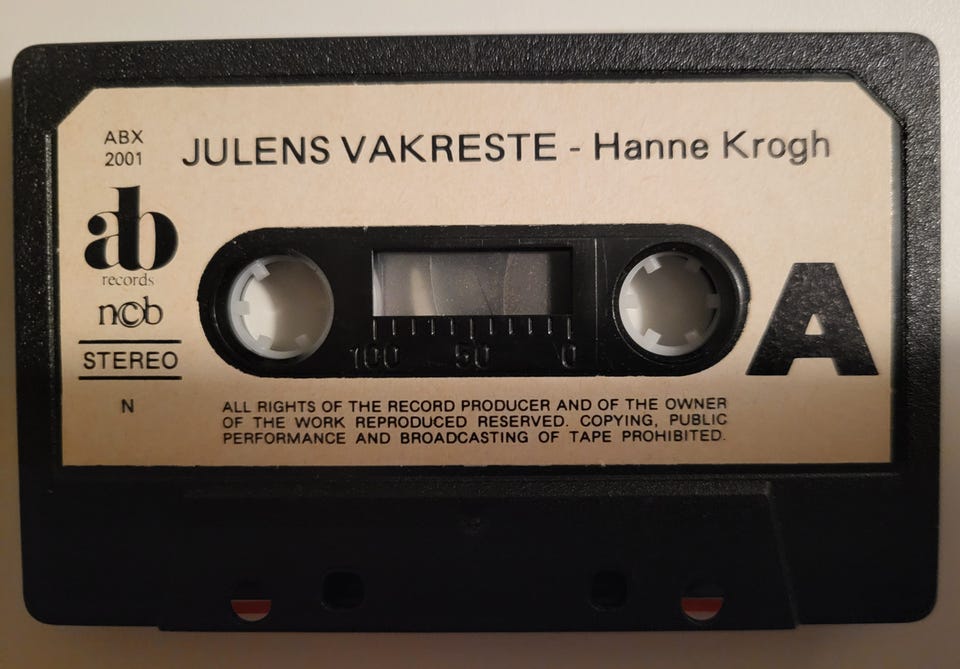 ABX
2001
JULENS VAKRESTE - Hanne Krogh
ab
records
n©b
STEREO
N
100 50 0
A
ALL RIGHTS OF THE RECORD PRODUCER AND OF THE OWNER
OF THE WORK REPRODUCED RESERVED. COPYING, PUBLIC
PERFORMANCE AND BROADCASTING OF TAPE PROHIBITED.